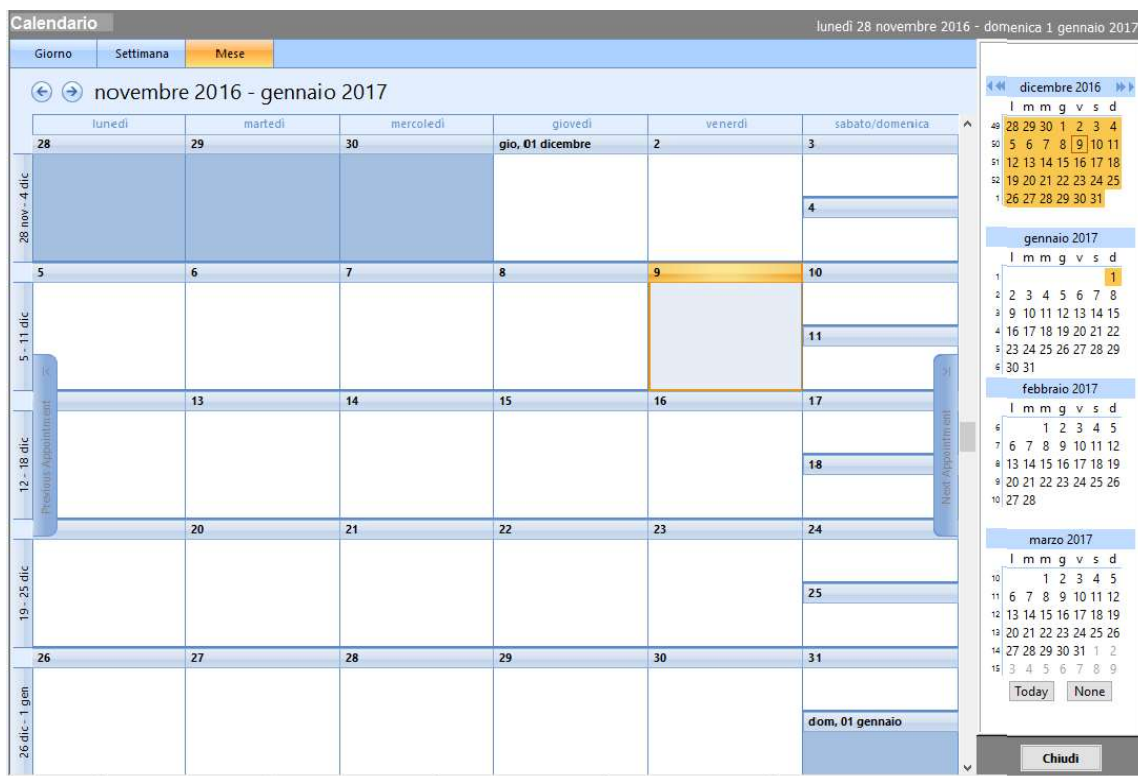 Calendario
lunedì 28 novembre 2016 - domenica 1 gennaio 2017
Giorno Settimana Mese
novembre 2016 - gennaio 2017
lunedì martedì mercoledì giovedì venerdì sabato/domenica
28 nov - 4 dic
28 29 30 gio, 01 dicembre 2 3
4
5 - 11 dic
5 6 7 8 9 10
11
Previous Appointment
Next Appointment
12 - 18 dic
13 14 15 16 17
18
19 - 25 dic
20 21 22 23 24
25
26 dic - 1 gen
26 27 28 29 30 31
dom, 01 gennaio
dicembre 2016
l m m g v s d
49 28 29 30 1 2 3 4
50 5 6 7 8 9 10 11
51 12 13 14 15 16 17 18
52 19 20 21 22 23 24 25
1 26 27 28 29 30 31
gennaio 2017
l m m g v s d
1 1
2 2 3 4 5 6 7 8
3 9 10 11 12 13 14 15
4 16 17 18 19 20 21 22
5 23 24 25 26 27 28 29
6 30 31
febbraio 2017
l m m g v s d
6 1 2 3 4 5
7 6 7 8 9 10 11 12
8 13 14 15 16 17 18 19
9 20 21 22 23 24 25 26
10 27 28
marzo 2017
l m m g v s d
10 1 2 3 4 5
11 6 7 8 9 10 11 12
12 13 14 15 16 17 18 19
13 20 21 22 23 24 25 26
14 27 28 29 30 31 1 2
15 3 4 5 6 7 8 9
Today None
Chiudi